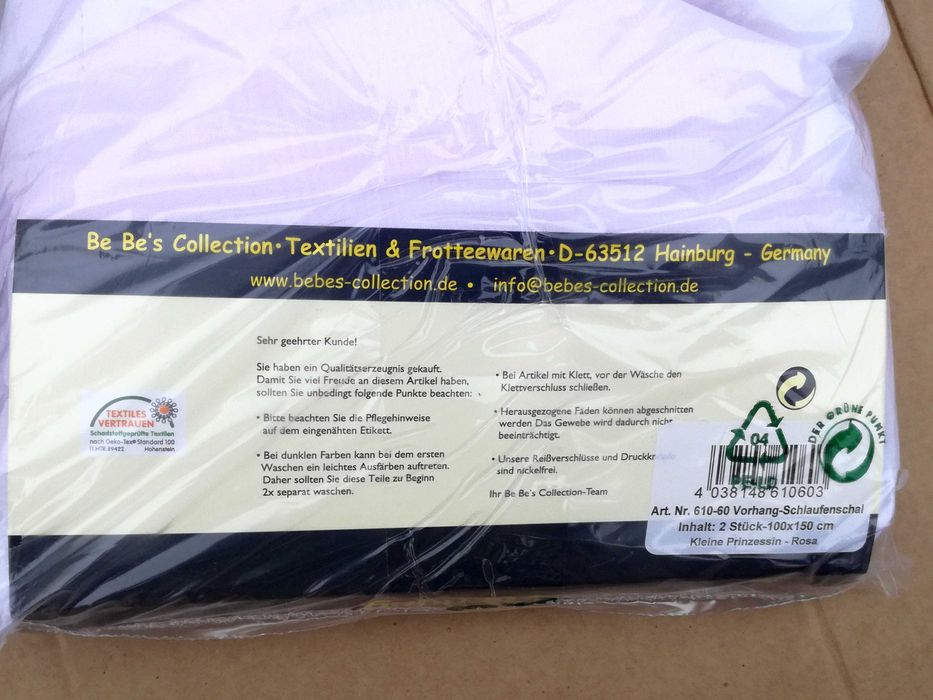 Be Be's Collection • Textilien & Frotteewaren • D-63512 Hainburg - Germany
www.bebes-collection.de • info@bebes-collection.de
Sehr geehrter Kunde!
Sie haben ein Qualitätserzeugnis gekauft.
Damit Sie viel Freude an diesem Artikel haben,
sollten Sie unbedingt folgende Punkte beachten:
• Bitte beachten Sie die Pflegehinweise
auf dem eingenähten Etikett.
• Bei dunklen Farben kann bei dem ersten
Waschen ein leichtes Ausfärben auftreten.
Daher sollten Sie diese Teile zu Beginn
2x separat waschen.
• Bei Artikel mit Klett, vor der Wäsche den
Klettverschluss schließen.
• Herausgezogene Fäden können abgeschnitten
werden Das Gewebe wird dadurch nicht
beeinträchtigt.
• Unsere Reißverschlüsse und
sind nickelfrei.
Ihr Be Be's Collection-Team
TEXTILES
VERTRAUEN
Schadstoffgeprüfte Textilien
nach Oeko-Tex® Standard 100
Hohenstein
DER GRÜNE PUNKT
04
4 038148 610603
Art. Nr. 610-60 Vorhang-Schlaufenschal
Inhalt: 2 Stück-100x150 cm
Kleine Prinzessin - Rosa